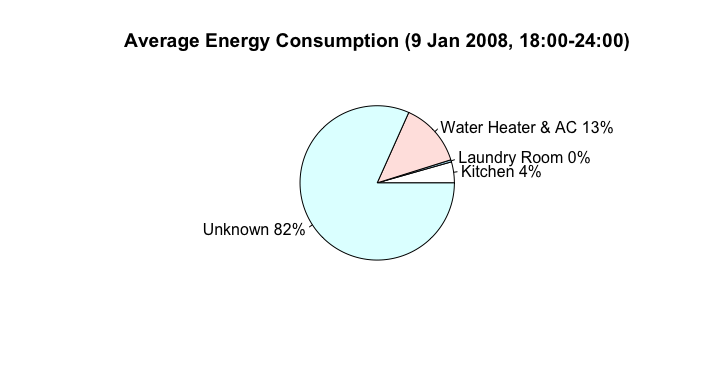 Average Energy Consumption (9 Jan 2008, 18:00-24:00)
Water Heater & AC 13%
Laundry Room 0%
Kitchen 4%
Unknown 82%